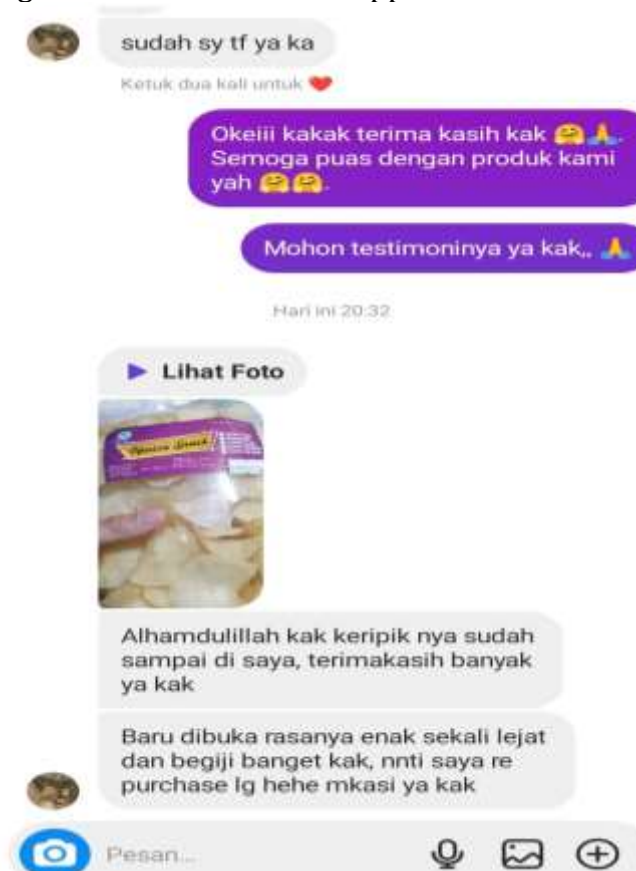 sudah sy tf ya ka
Ketuk dua kali untuk ❤️
Okeiii kakak terima kasih kak 🤗🙏.
Semoga puas dengan produk kami
yah 🤗🤗.
Mohon testimoninya ya kak,, 🙏
Hari ini 20:32
Lihat Foto
Snack
Alhamdulillah kak keripik nya sudah
sampai di saya, terimakasih banyak
ya kak
Baru dibuka rasanya enak sekali lejat
dan begiji banget kak, nnti saya re
purchase lg hehe mkasi ya kak
Pesan...